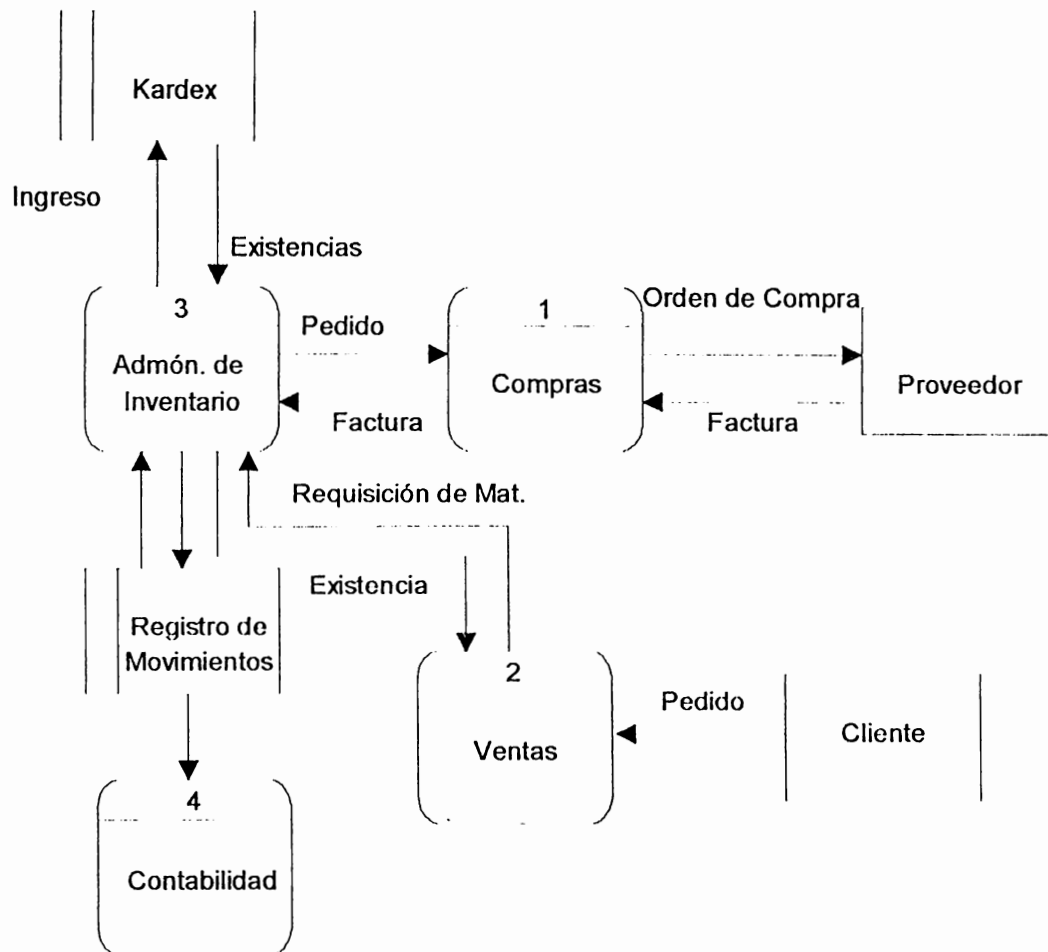 Kardex
Ingreso
Existencias
3
Admón. de
Inventario
Pedido
Factura
1
Compras
Orden de Compra
Factura
Proveedor
Requisición de Mat.
Existencia
Registro de
Movimientos
2
Ventas
Pedido
Cliente
4
Contabilidad